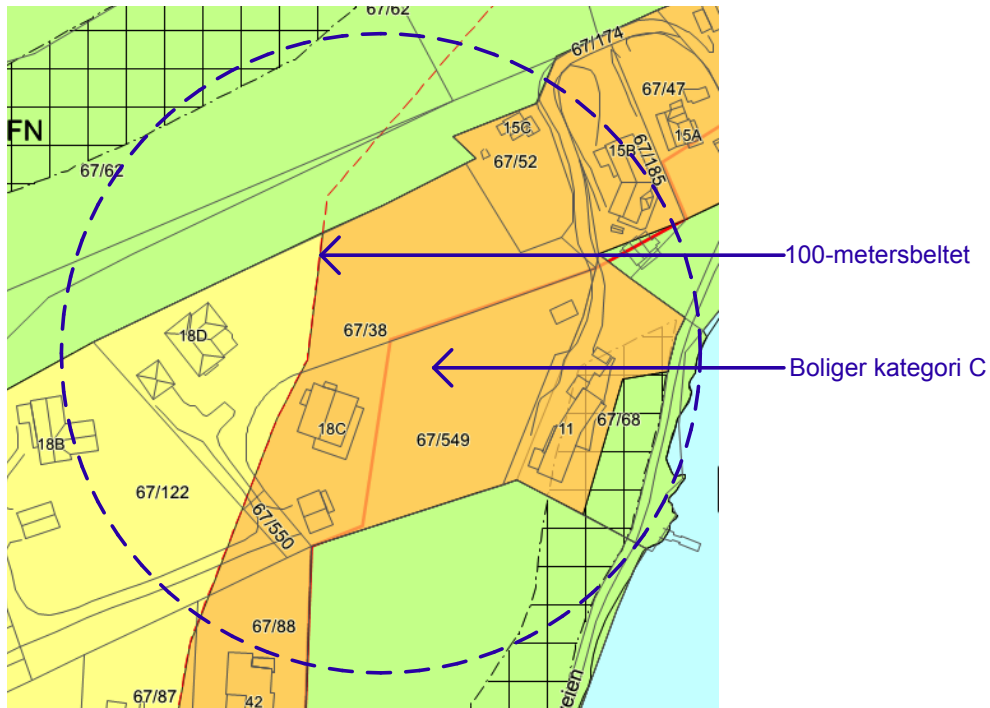 67/62
67/174
67/47
FN
15C
15B
15A
67/52
67/185
67/62
100-metersbeltet
67/38
18D
Boliger kategori C
18B
18C
67/549
11
67/68
67/122
67/550
67/88
67/87
42
eien